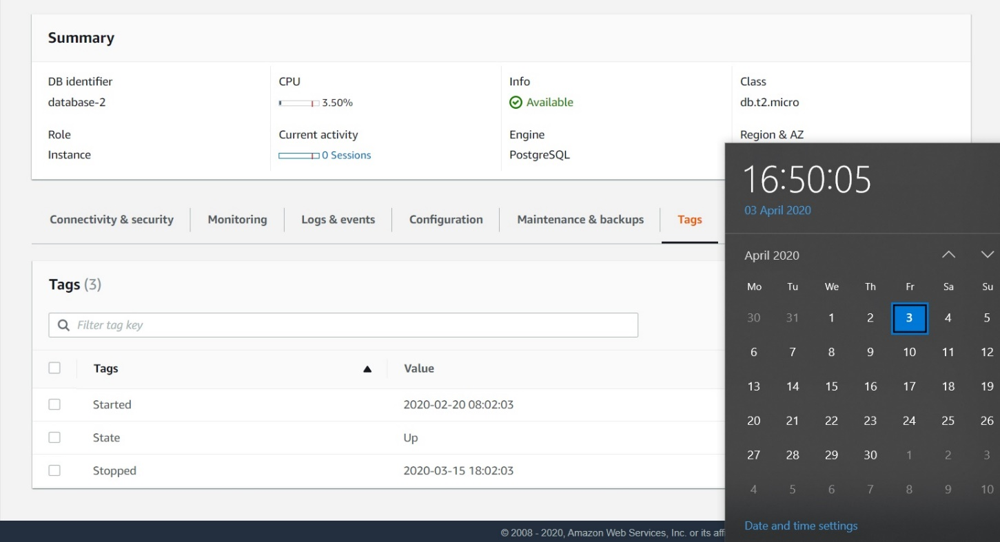 Summary
DB identifier CPU Info Class
database-2 3.50% Available db.t2.micro
Role Current activity Engine Region & AZ
Instance 0 Sessions PostgreSQL
Connectivity & security Monitoring Logs & events Configuration Maintenance & backups Tags
Tags (3)
Filter tag key
Tags Value
Started 2020-02-20 08:02:03
State Up
Stopped 2020-03-15 18:02:03
© 2008 - 2020, Amazon Web Services, Inc. or its affi
16:50:05
03 April 2020
April 2020
Mo Tu We Th Fr Sa Su
30 31 1 2 3 4 5
6 7 8 9 10 11 12
13 14 15 16 17 18 19
20 21 22 23 24 25 26
27 28 29 30 1 2 3
4 5 6 7 8 9 10
Date and time settings